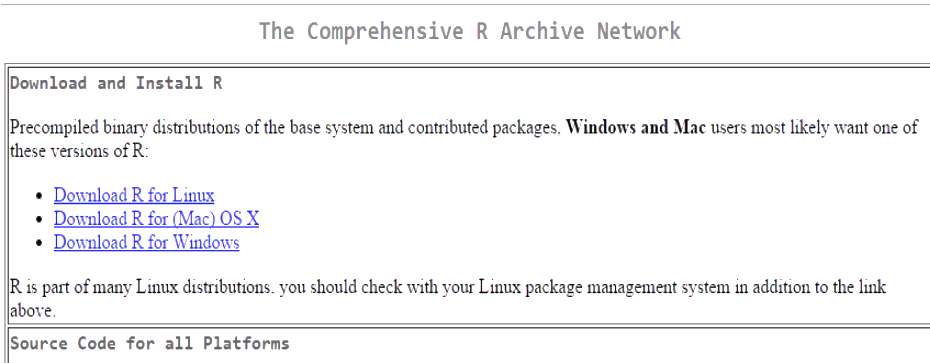 The Comprehensive R Archive Network
Download and Install R
Precompiled binary distributions of the base system and contributed packages, Windows and Mac users most likely want one of
these versions of R:
• Download R for Linux
• Download R for (Mac) OS X
• Download R for Windows
R is part of many Linux distributions, you should check with your Linux package management system in addition to the link
above.
Source Code for all Platforms